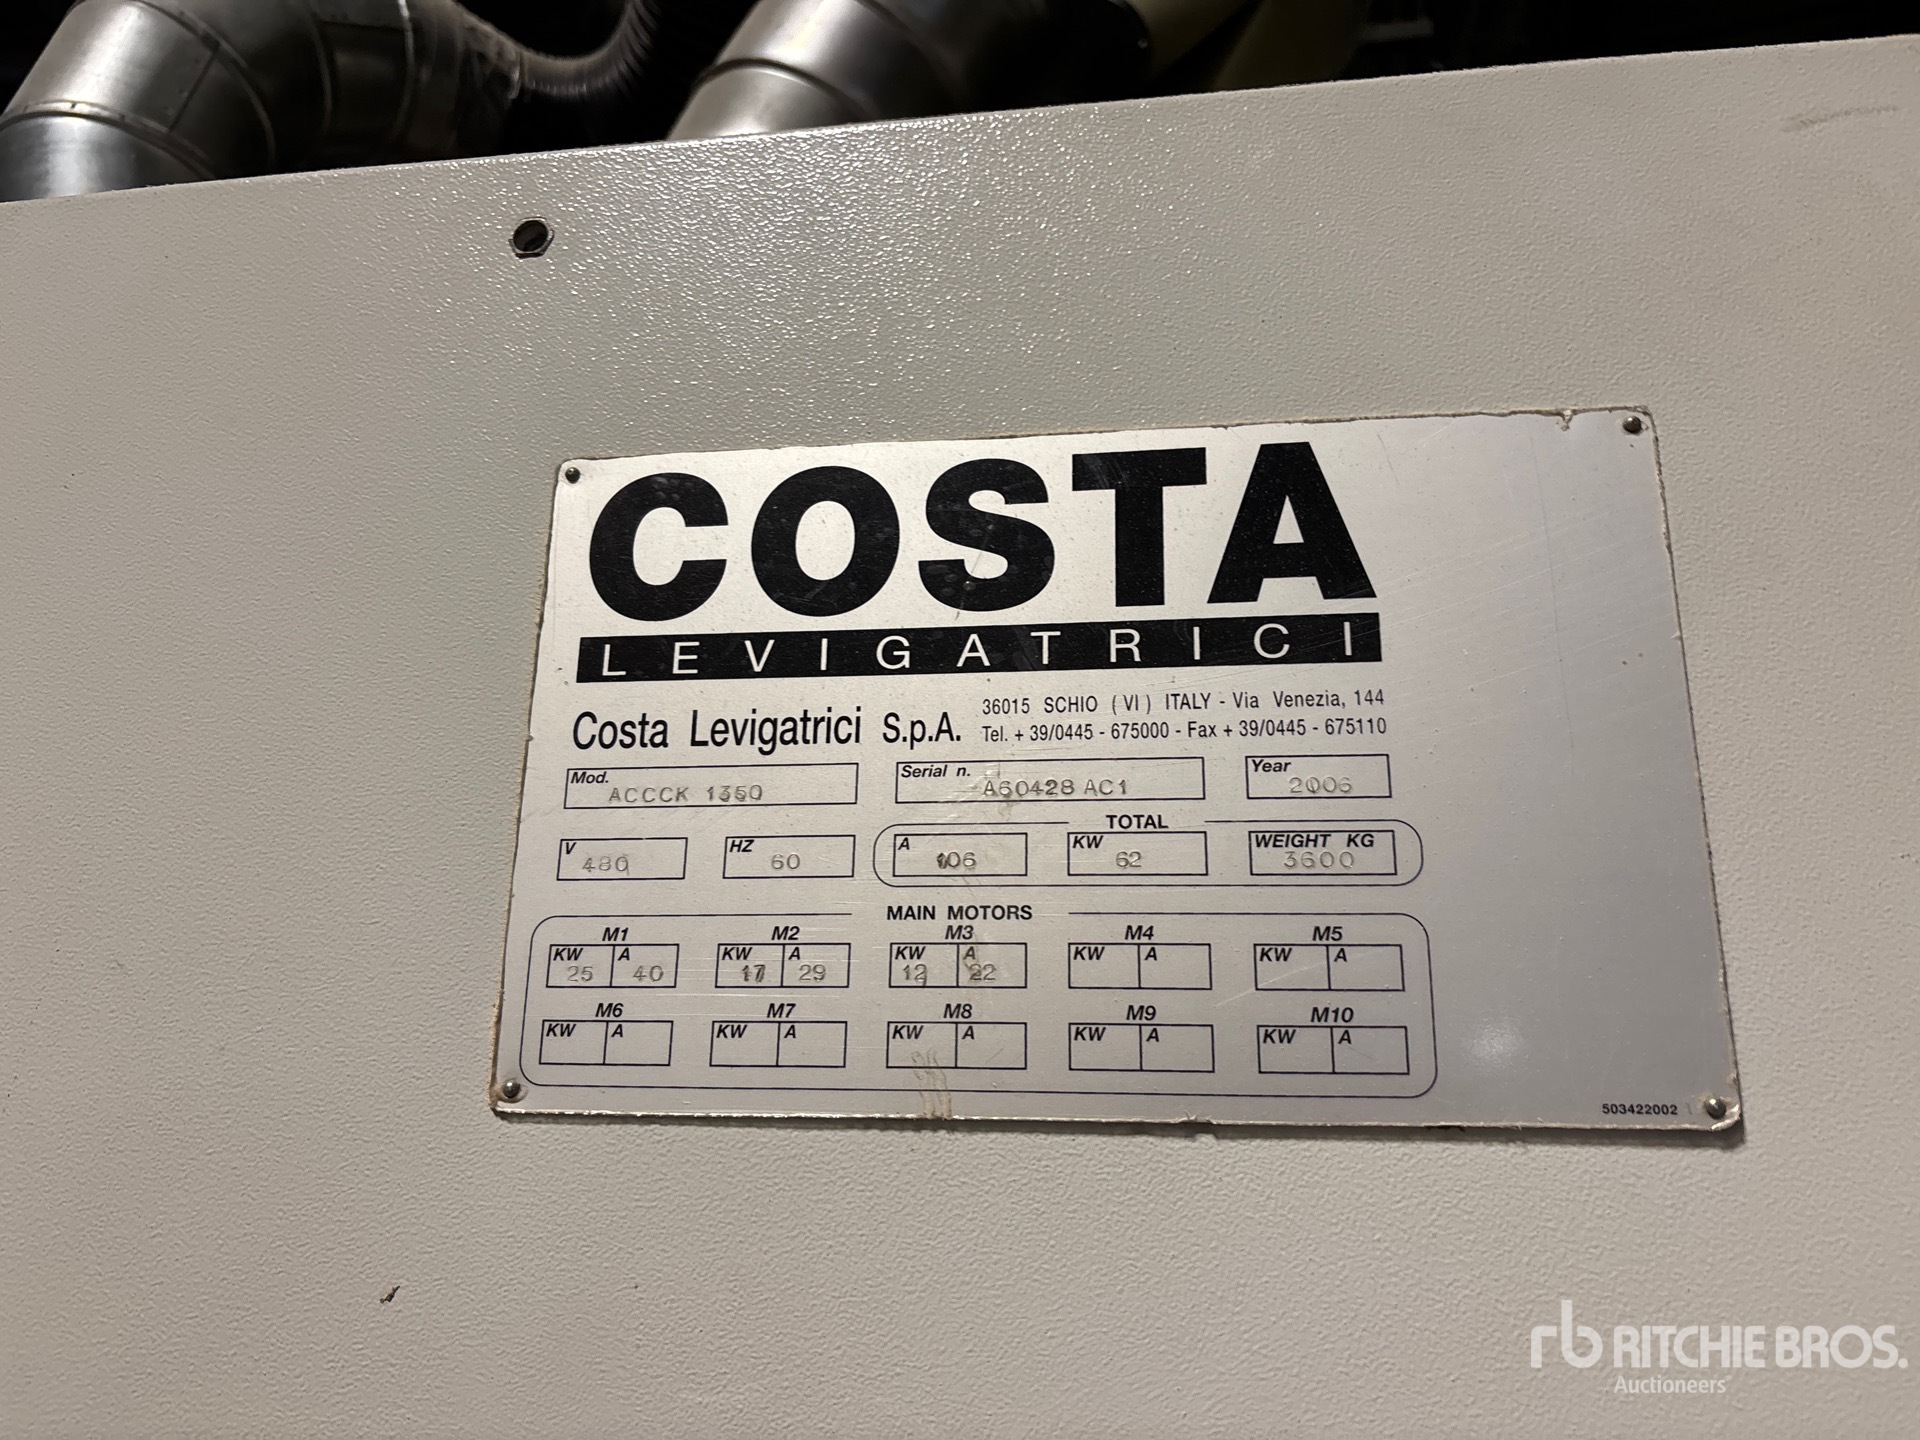 COSTA
LEVIGATRICI
Costa Levigatrici S.p.A. 36015 SCHIO (VI) ITALY - Via Venezia, 144
Tel. + 39/0445 - 675000 - Fax + 39/0445 - 675110
Mod. ACCCK 1350 Serial n. A60428 AC1 Year 2006
TOTAL
V 480 HZ 60 A 106 KW 62 WEIGHT KG 3600
MAIN MOTORS
M1 M2 M3 M4 M5
KW A KW A KW A KW A KW A
25 40 17 29 12 22
M6 M7 M8 M9 M10
KW A KW A KW A KW A KW A
503422002
rb RITCHIE BROS.
Auctioneers